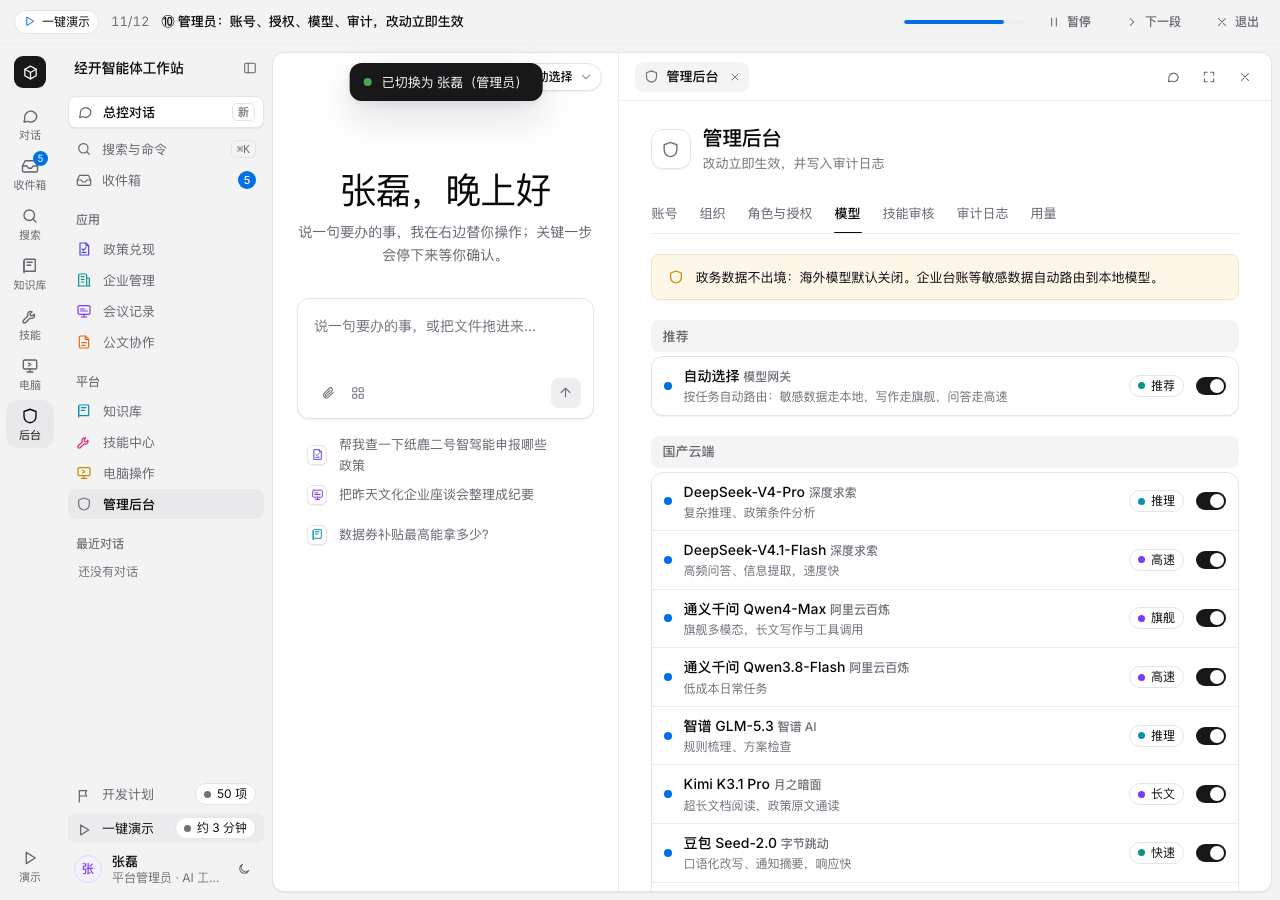 一键演示
11/12
⑩ 管理员：账号、授权、模型、审计，改动立即生效
暂停
下一段
退出
对话
5
收件箱
搜索
知识库
技能
电脑
后台
演示
经开智能体工作站
总控对话
新
搜索与命令
⌘K
收件箱
5
应用
政策兑现
企业管理
会议记录
公文协作
平台
知识库
技能中心
电脑操作
管理后台
最近对话
还没有对话
开发计划
50 项
一键演示
约 3 分钟
张
张磊
平台管理员 · AI 工...
已切换为 张磊（管理员）
动选择
张磊，晚上好
说一句要办的事，我在右边替你操作；关键一步
会停下来等你确认。
说一句要办的事，或把文件拖进来...
帮我查一下纸鹿二号智驾能申报哪些
政策
把昨天文化企业座谈会整理成纪要
数据券补贴最高能拿多少？
管理后台
管理后台
改动立即生效，并写入审计日志
账号
组织
角色与授权
模型
技能审核
审计日志
用量
政务数据不出境：海外模型默认关闭。企业台账等敏感数据自动路由到本地模型。
推荐
自动选择 模型网关
按任务自动路由：敏感数据走本地，写作走旗舰，问答走高速
推荐
国产云端
DeepSeek-V4-Pro 深度求索
复杂推理、政策条件分析
推理
DeepSeek-V4.1-Flash 深度求索
高频问答、信息提取，速度快
高速
通义千问 Qwen4-Max 阿里云百炼
旗舰多模态，长文写作与工具调用
旗舰
通义千问 Qwen3.8-Flash 阿里云百炼
低成本日常任务
高速
智谱 GLM-5.3 智谱 AI
规则梳理、方案检查
推理
Kimi K3.1 Pro 月之暗面
超长文档阅读、政策原文通读
长文
豆包 Seed-2.0 字节跳动
口语化改写、通知摘要，响应快
快速